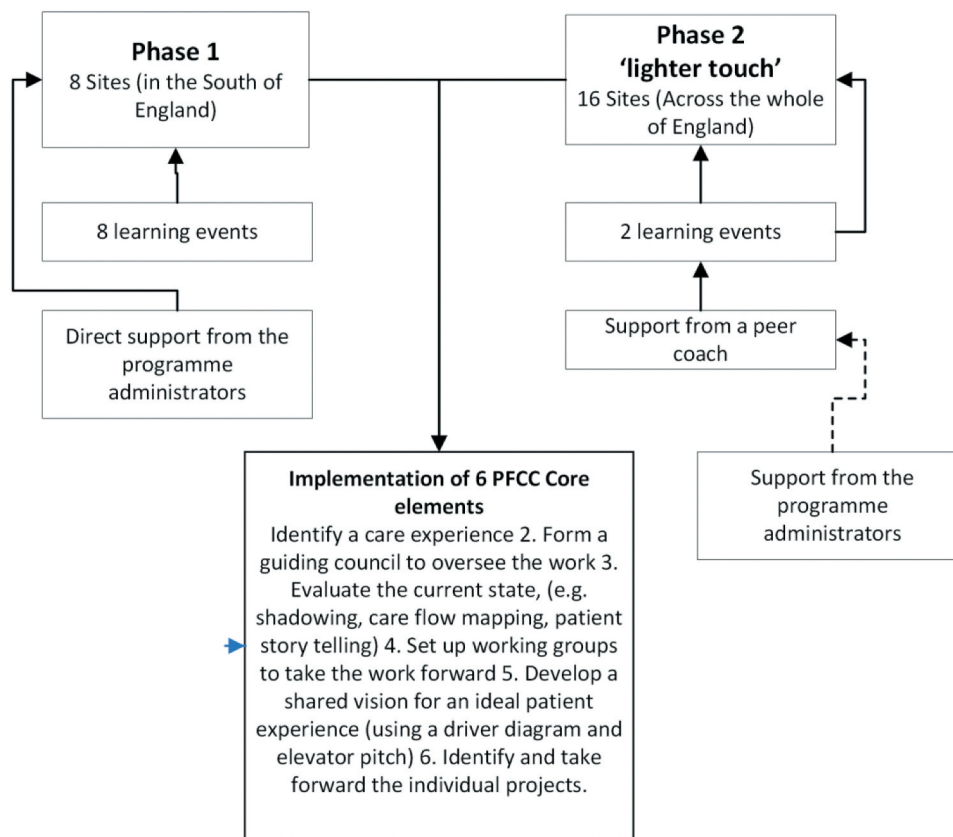 Phase 1
8 Sites (in the South of
England)
8 learning events
Direct support from the
programme
administrators
Phase 2
‘lighter touch’
16 Sites (Across the whole
of England)
2 learning events
Support from a peer
coach
Support from the
programme
administrators
Implementation of 6 PFCC Core
elements
Identify a care experience 2. Form a
guiding council to oversee the work 3.
Evaluate the current state, (e.g.
shadowing, care flow mapping, patient
story telling) 4. Set up working groups
to take the work forward 5. Develop a
shared vision for an ideal patient
experience (using a driver diagram and
elevator pitch) 6. Identify and take
forward the individual projects.